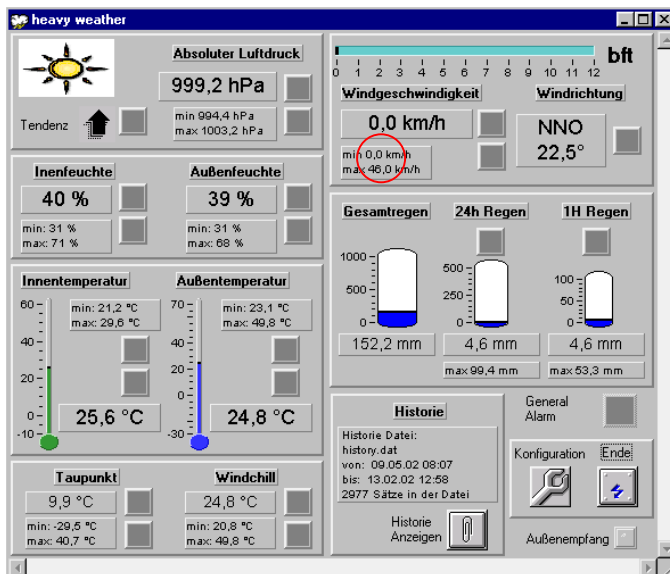 heavy weather
Absoluter Luftdruck
999,2 hPa
Tendenz
min 994,4 hPa
max 1003,2 hPa
Inenfeuchte
40 %
min: 31 %
max: 71 %
Außenfeuchte
39 %
min: 31 %
max: 68 %
Innentemperatur
60
40
20
0
-10
min: 21,2 °C
max: 29,6 °C
25,6 °C
Außentemperatur
70
40
20
0
-30
min: 23,1 °C
max: 49,8 °C
24,8 °C
Taupunkt
9,9 °C
min: -29,5 °C
max: 40,7 °C
Windchill
24,8 °C
min: 20,8 °C
max: 49,8 °C
0 1 2 3 4 5 6 7 8 9 10 11 12
bft
Windgeschwindigkeit
0,0 km/h
min 0,0 km/h
max 46,0 km/h
Windrichtung
NNO
22,5°
Gesamtregen
1000
500
0
152,2 mm
24h Regen
500
250
0
4,6 mm
max 99,4 mm
1H Regen
100
50
0
4,6 mm
max 53,3 mm
Historie
Historie Datei:
history.dat
von: 09.05.02 08:07
bis: 13.02.02 12:58
2977 Sätze in der Datei
Historie
Anzeigen
General
Alarm
Konfiguration
Ende
Außenempfang